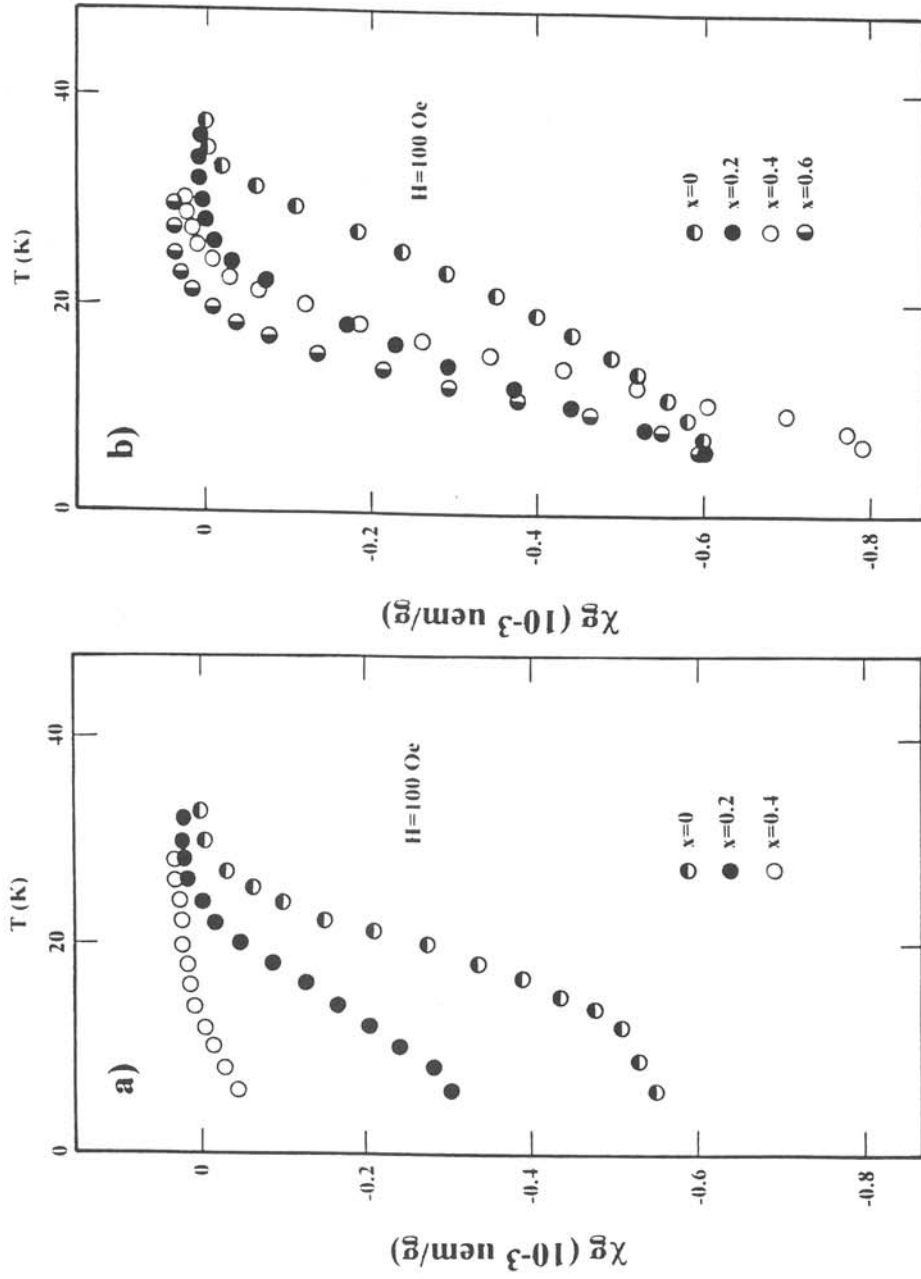 a)
T (K)
0
20
40
0
-0.2
-0.4
-0.6
-0.8
χg (10-3 uem/g)
H=100 Oe
x=0
x=0.2
x=0.4
b)
T (K)
0
20
40
0
-0.2
-0.4
-0.6
-0.8
χg (10-3 uem/g)
H=100 Oe
x=0
x=0.2
x=0.4
x=0.6